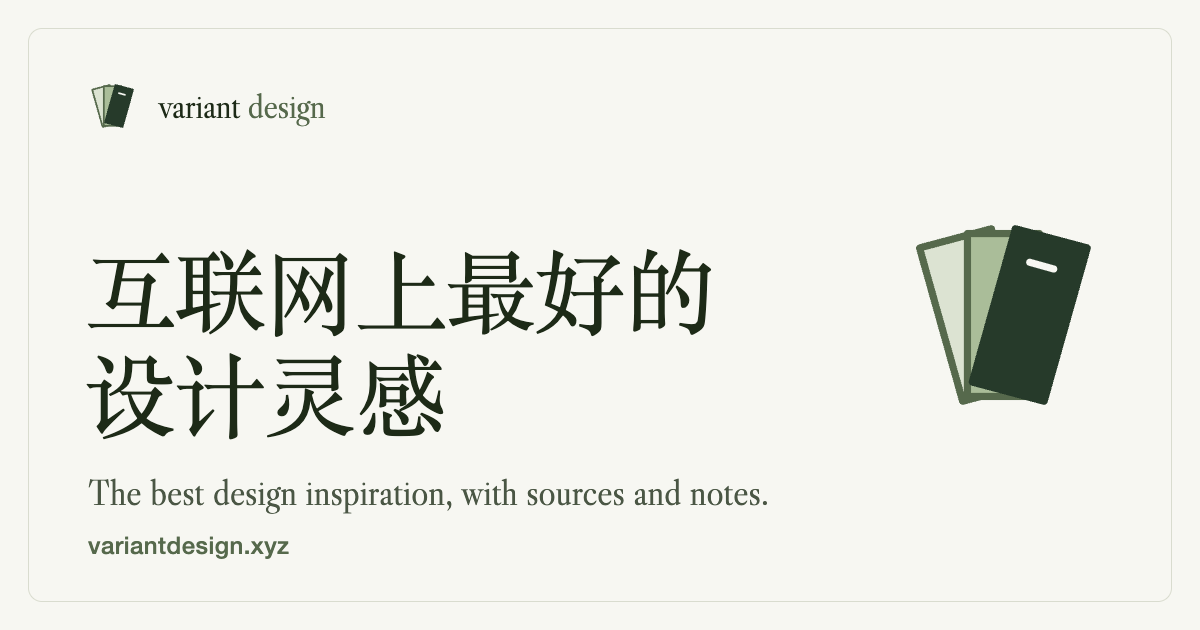 variant design
互联网上最好的
设计灵感
The best design inspiration, with sources and notes.
variantdesign.xyz